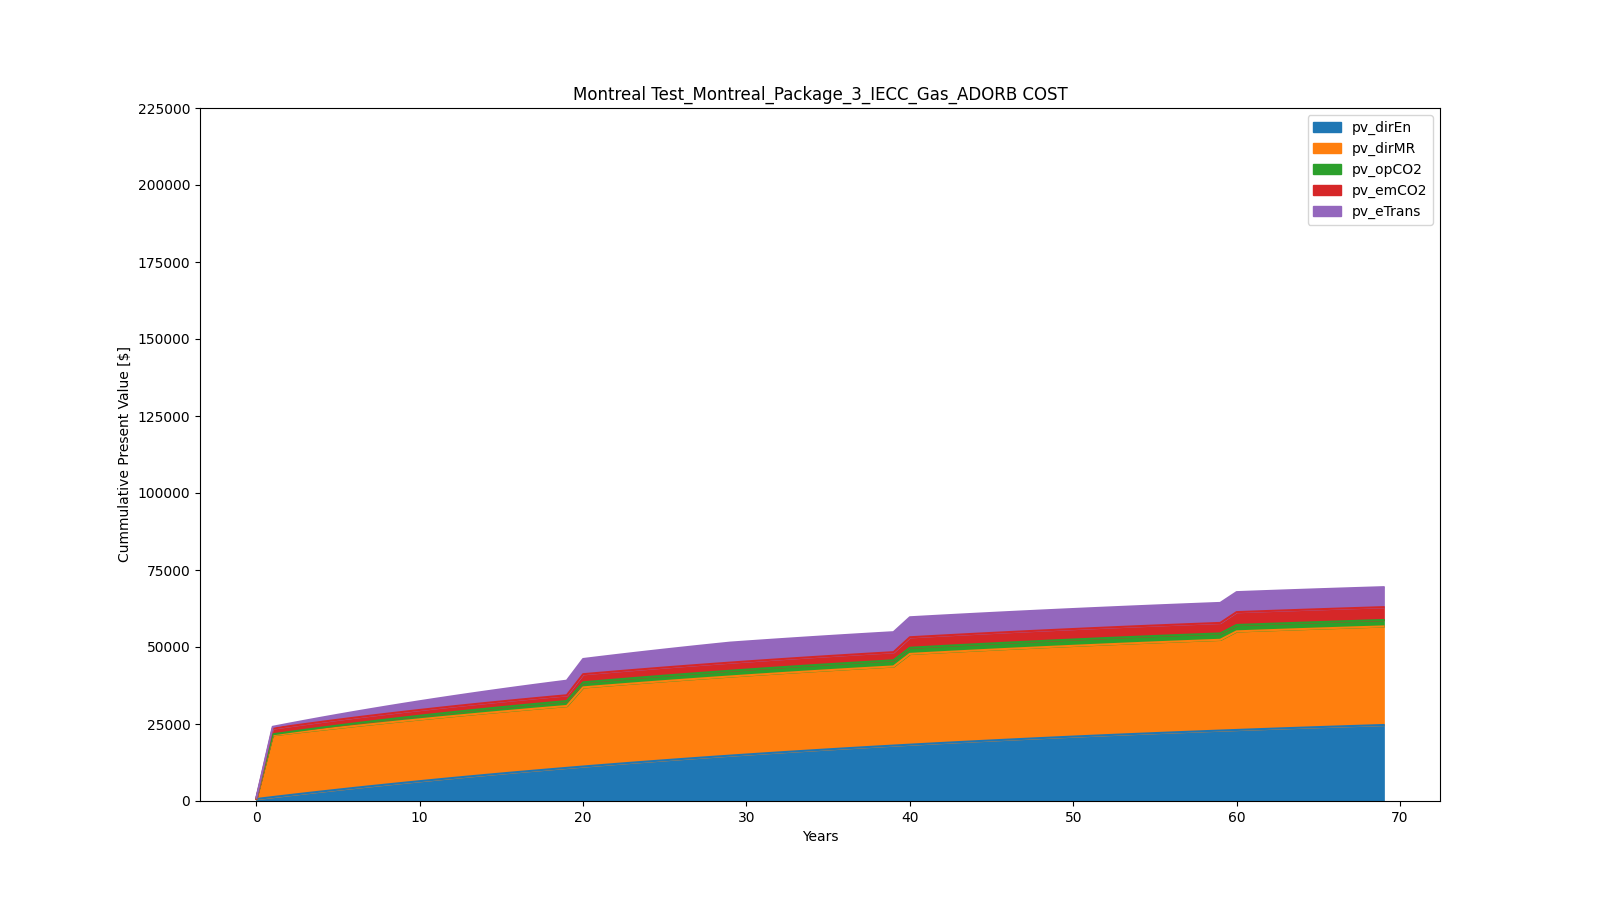 Montreal Test_Montreal_Package_3_IECC_Gas_ADORB COST
225000
200000
175000
150000
125000
100000
75000
50000
25000
0
Cummulative Present Value [$]
pv_dirEn
pv_dirMR
pv_opCO2
pv_emCO2
pv_eTrans
0 10 20 30 40 50 60 70
Years